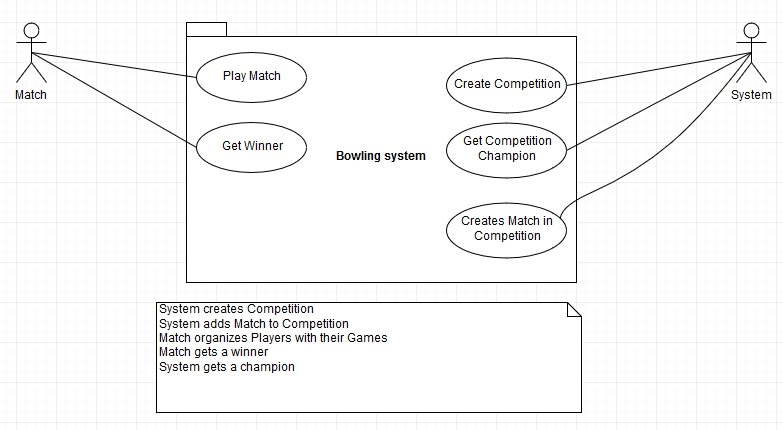 Match
Play Match
Get Winner
Bowling system
Create Competition
Get Competition
Champion
Creates Match in
Competition
System
System creates Competition
System adds Match to Competition
Match organizes Players with their Games
Match gets a winner
System gets a champion